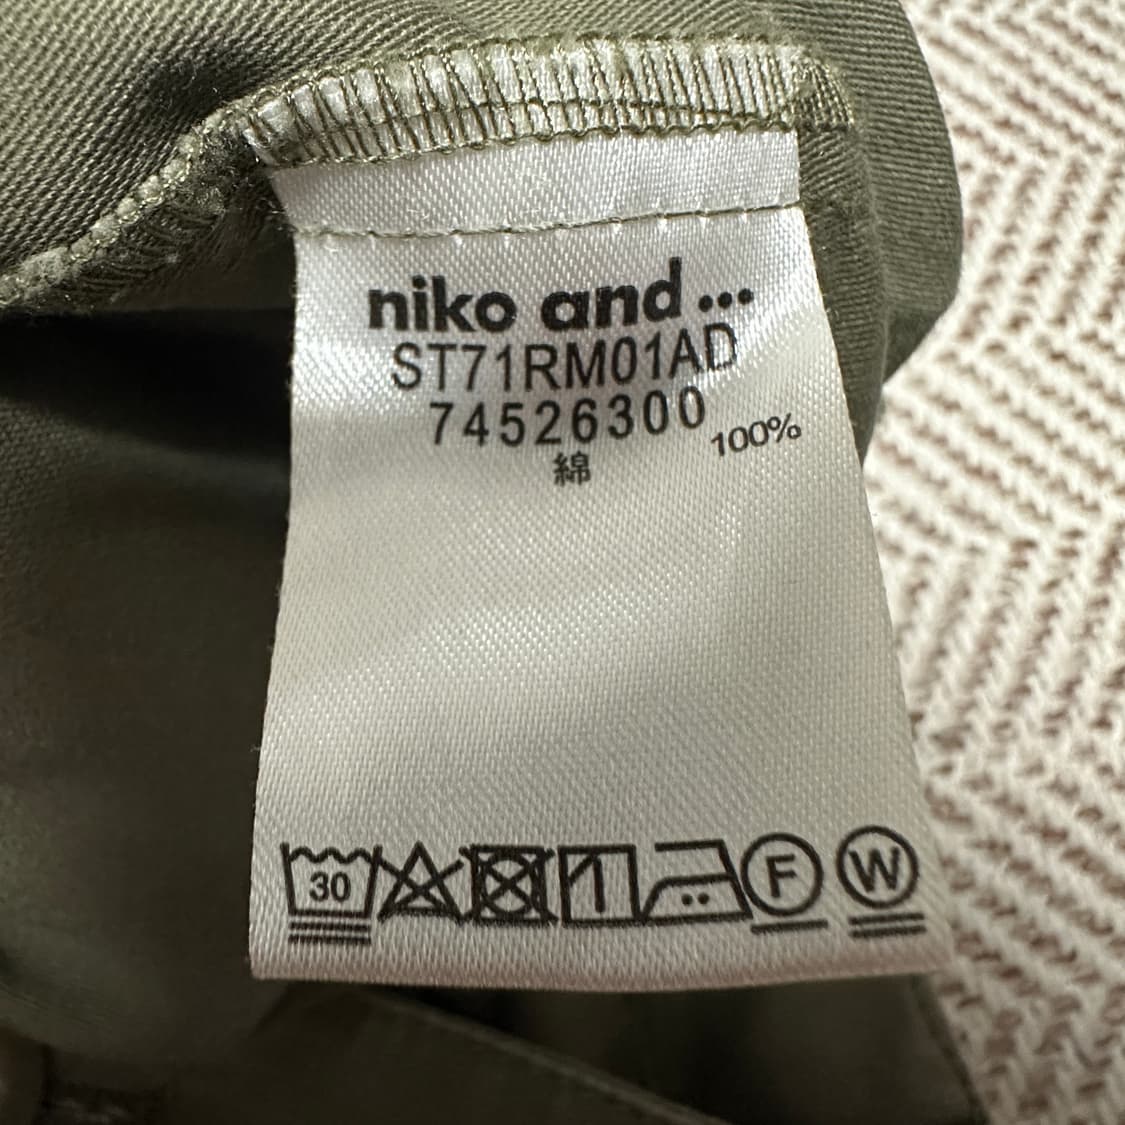 niko and...
ST71RM01AD
74526300
綿 100%
30 F W